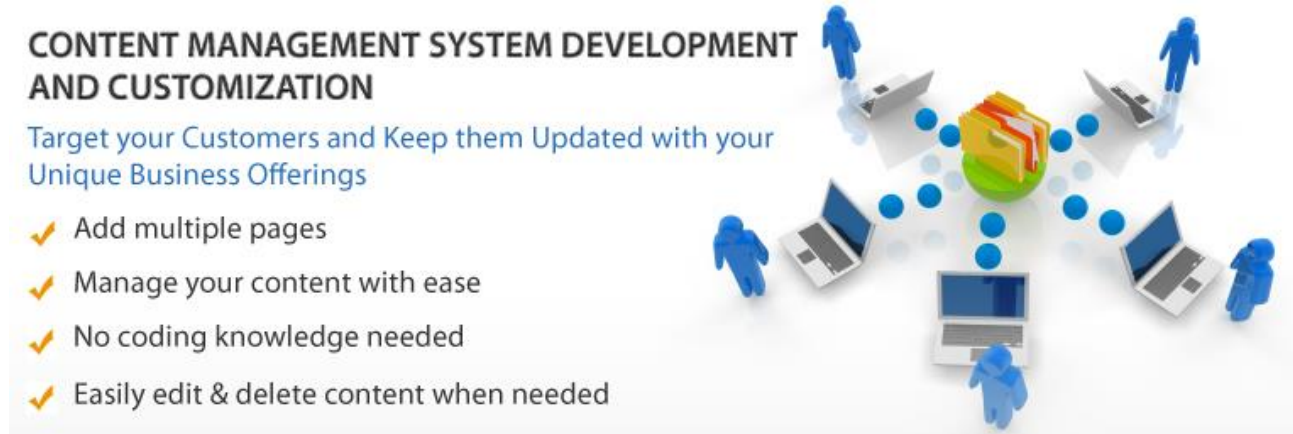 CONTENT MANAGEMENT SYSTEM DEVELOPMENT
AND CUSTOMIZATION
Target your Customers and Keep them Updated with your
Unique Business Offerings
Add multiple pages
Manage your content with ease
No coding knowledge needed
Easily edit & delete content when needed